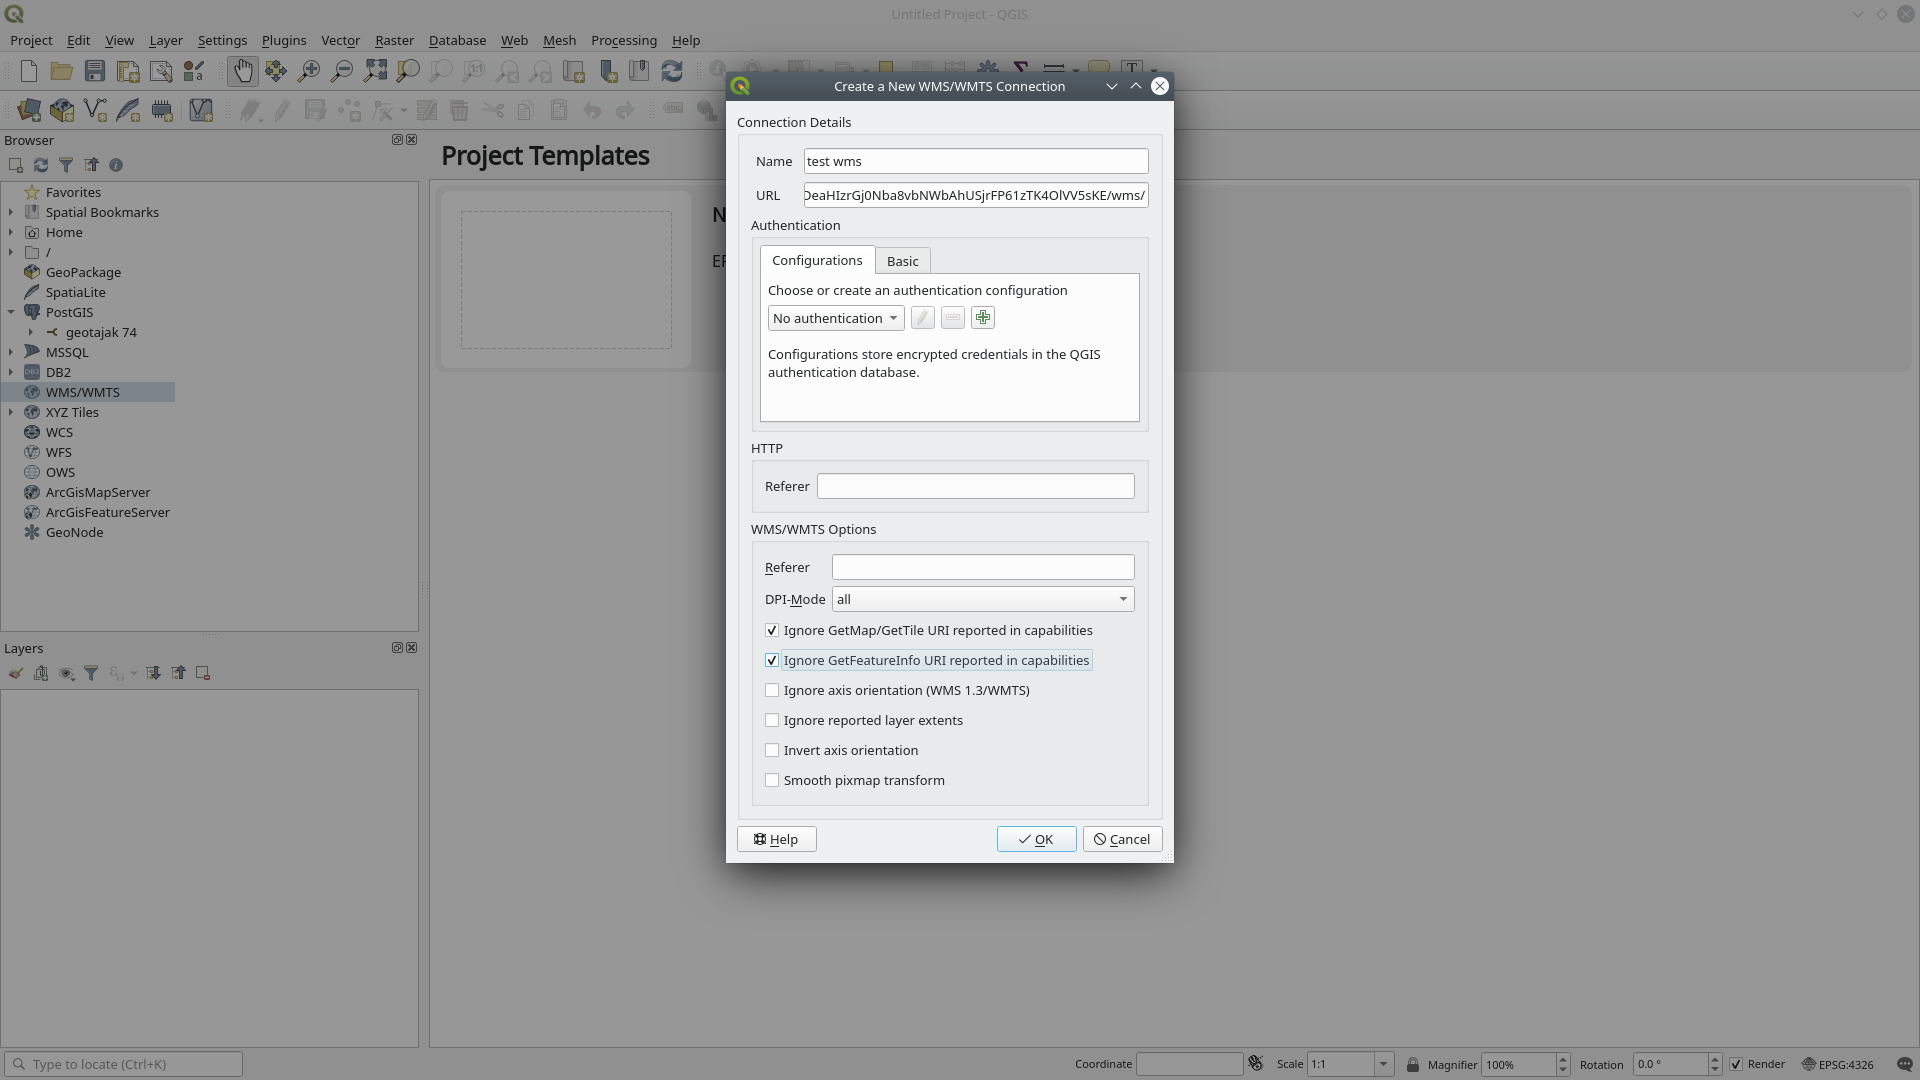 Untitled Project - QGIS
Project Edit View Layer Settings Plugins Vector Raster Database Web Mesh Processing Help
Create a New WMS/WMTS Connection
Connection Details
Name test wms
URL DeaHIzrGj0Nba8vbNWbAhUSjrFP61zTK4OlVV5sKE/wms/
Authentication
Configurations Basic
Choose or create an authentication configuration
No authentication
Configurations store encrypted credentials in the QGIS
authentication database.
HTTP
Referer
WMS/WMTS Options
Referer
DPI-Mode all
Ignore GetMap/GetTile URI reported in capabilities
Ignore GetFeatureInfo URI reported in capabilities
Ignore axis orientation (WMS 1.3/WMTS)
Ignore reported layer extents
Invert axis orientation
Smooth pixmap transform
Help OK Cancel
Browser
Favorites
Spatial Bookmarks
Home
/
GeoPackage
SpatiaLite
PostGIS
geotajak 74
MSSQL
DB2
WMS/WMTS
XYZ Tiles
WCS
WFS
OWS
ArcGisMapServer
ArcGisFeatureServer
GeoNode
Layers
Project Templates
Type to locate (Ctrl+K)
Coordinate Scale 1:1 Magnifier 100% Rotation 0.0 ° Render EPSG:4326